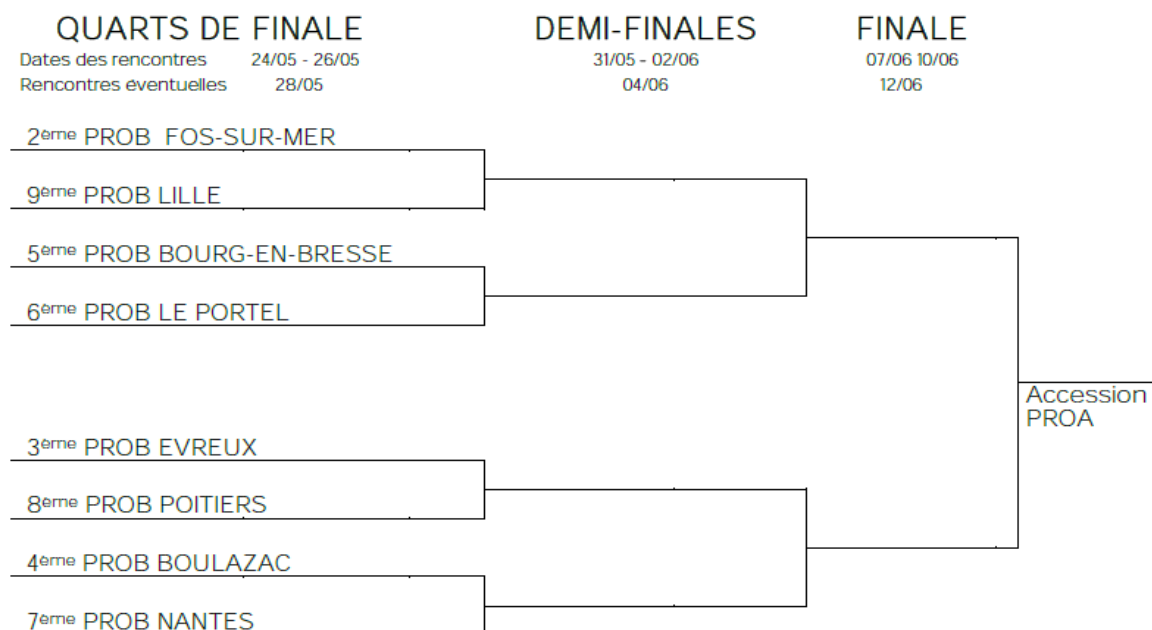 QUARTS DE FINALE DEMI-FINALES FINALE
Dates des rencontres 24/05 - 26/05 31/05 - 02/06 07/06 10/06
Rencontres éventuelles 28/05 04/06 12/06
2ème PROB FOS-SUR-MER
9ème PROB LILLE
5ème PROB BOURG-EN-BRESSE
6ème PROB LE PORTEL
Accession
PROA
3ème PROB EVREUX
8ème PROB POITIERS
4ème PROB BOULAZAC
7ème PROB NANTES